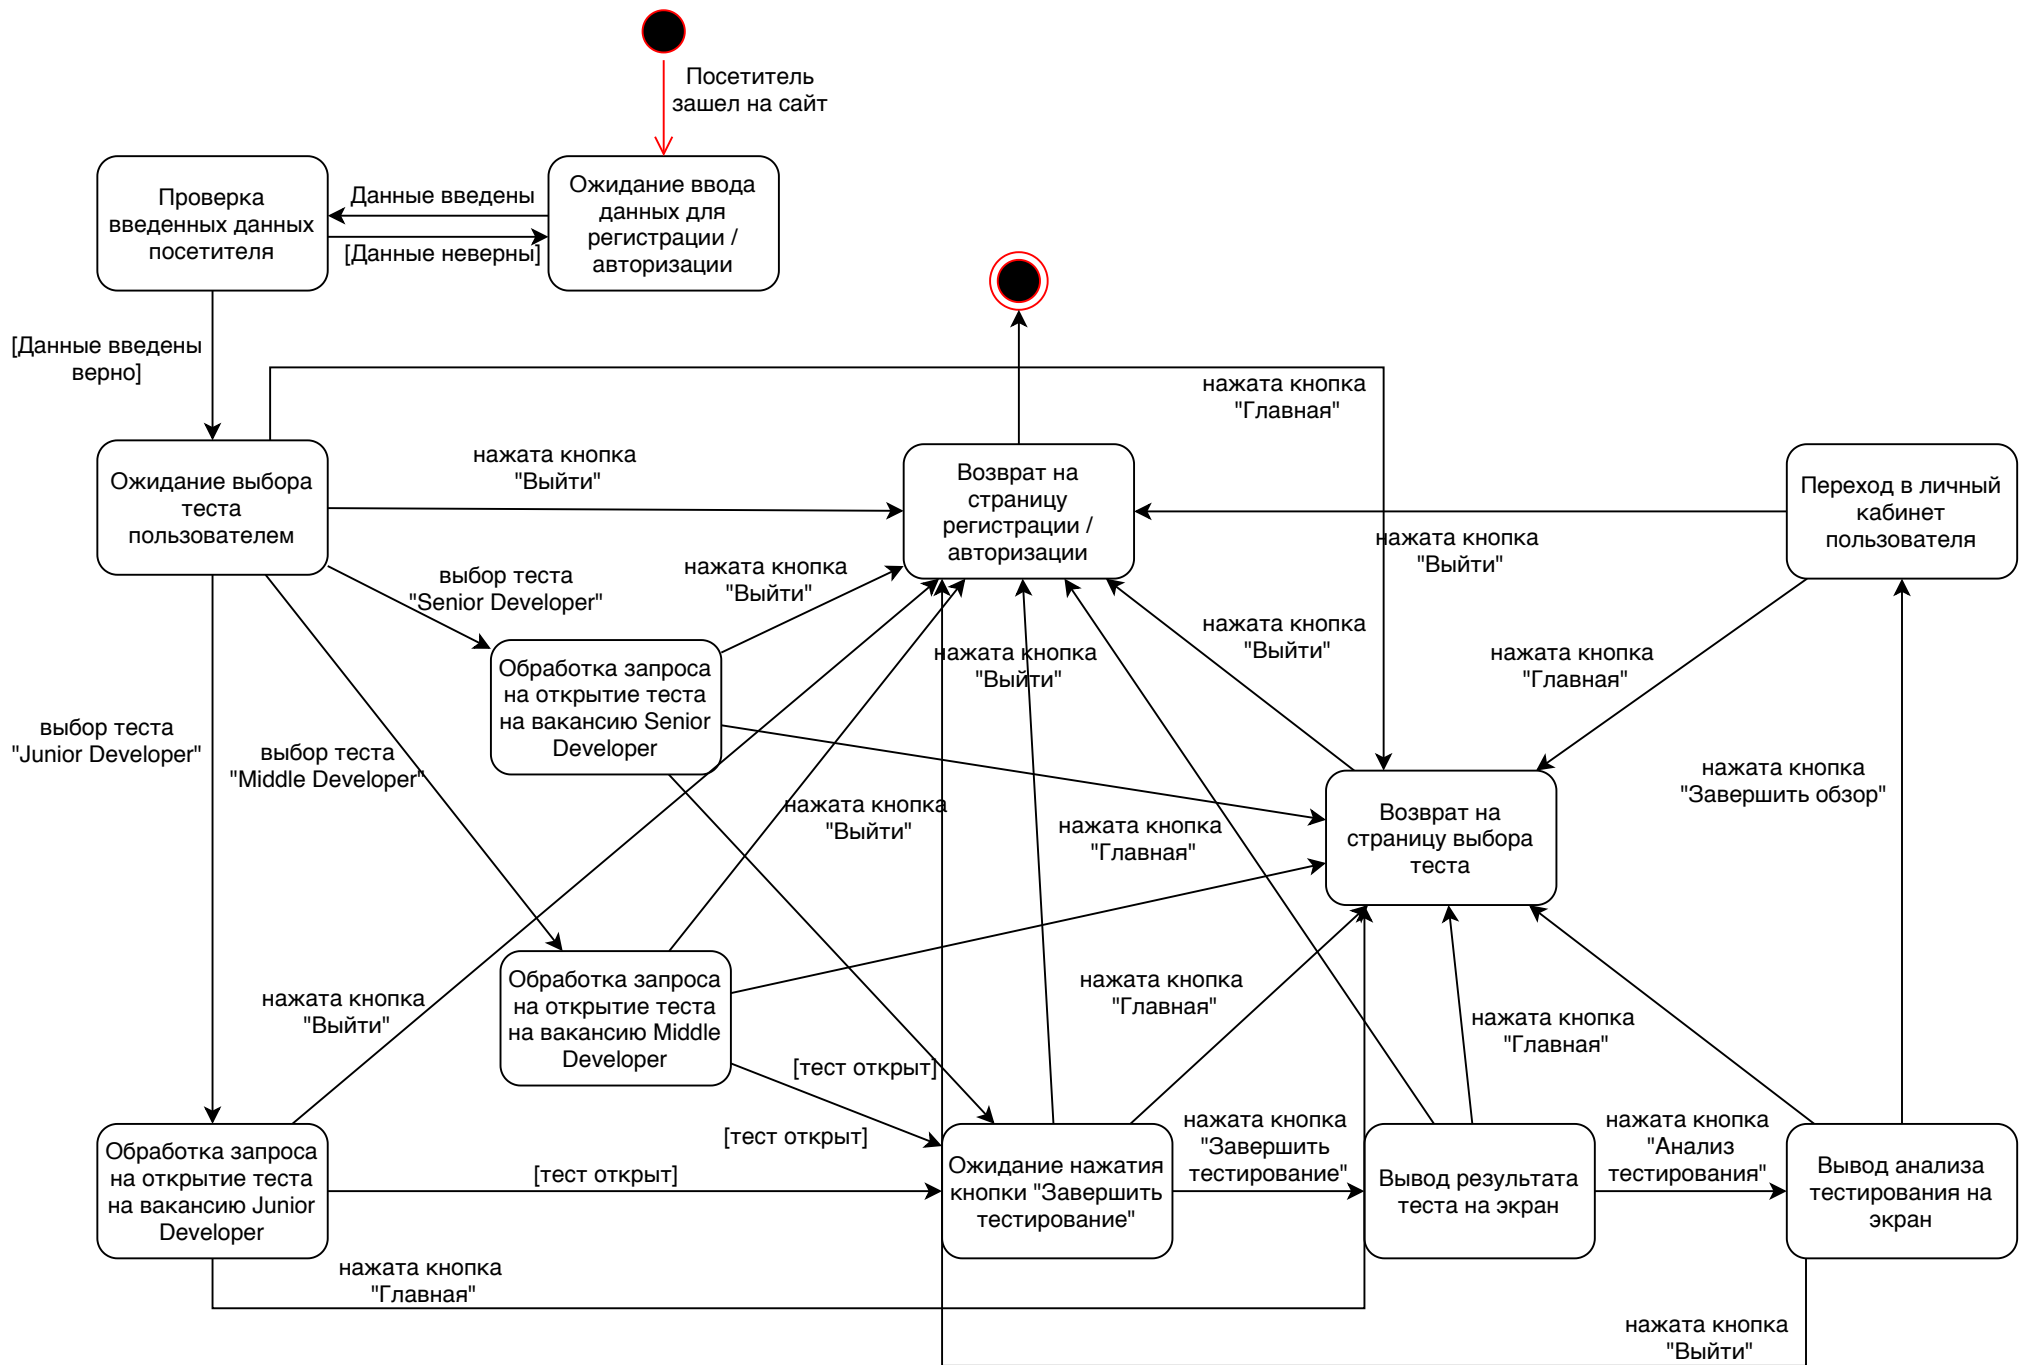 Посетитель
зашел на сайт
Проверка
введенных данных
посетителя
Данные введены
[Данные неверны]
Ожидание ввода
данных для
регистрации /
авторизации
[Данные введены
верно]
нажата кнопка
"Главная"
Ожидание выбора
теста
пользователем
нажата кнопка
"Выйти"
Возврат на
страницу
регистрации /
авторизации
Переход в личный
кабинет
пользователя
нажата кнопка
"Выйти"
выбор теста
"Senior Developer"
нажата кнопка
"Выйти"
нажата кнопка
"Выйти"
нажата кнопка
"Выйти"
нажата кнопка
"Главная"
Обработка запроса
на открытие теста
на вакансию Senior
Developer
выбор теста
"Junior Developer"
выбор теста
"Middle Developer"
нажата кнопка
"Выйти"
нажата кнопка
"Главная"
Возврат на
страницу выбора
теста
нажата кнопка
"Завершить обзор"
нажата кнопка
"Выйти"
Обработка запроса
на открытие теста
на вакансию Middle
Developer
нажата кнопка
"Главная"
нажата кнопка
"Главная"
[тест открыт]
[тест открыт]
Обработка запроса
на открытие теста
на вакансию Junior
Developer
[тест открыт]
Ожидание нажатия
кнопки "Завершить
тестирование"
нажата кнопка
"Завершить
тестирование"
Вывод результата
теста на экран
нажата кнопка
"Анализ
тестирования"
Вывод анализа
тестирования на
экран
нажата кнопка
"Главная"
нажата кнопка
"Выйти"